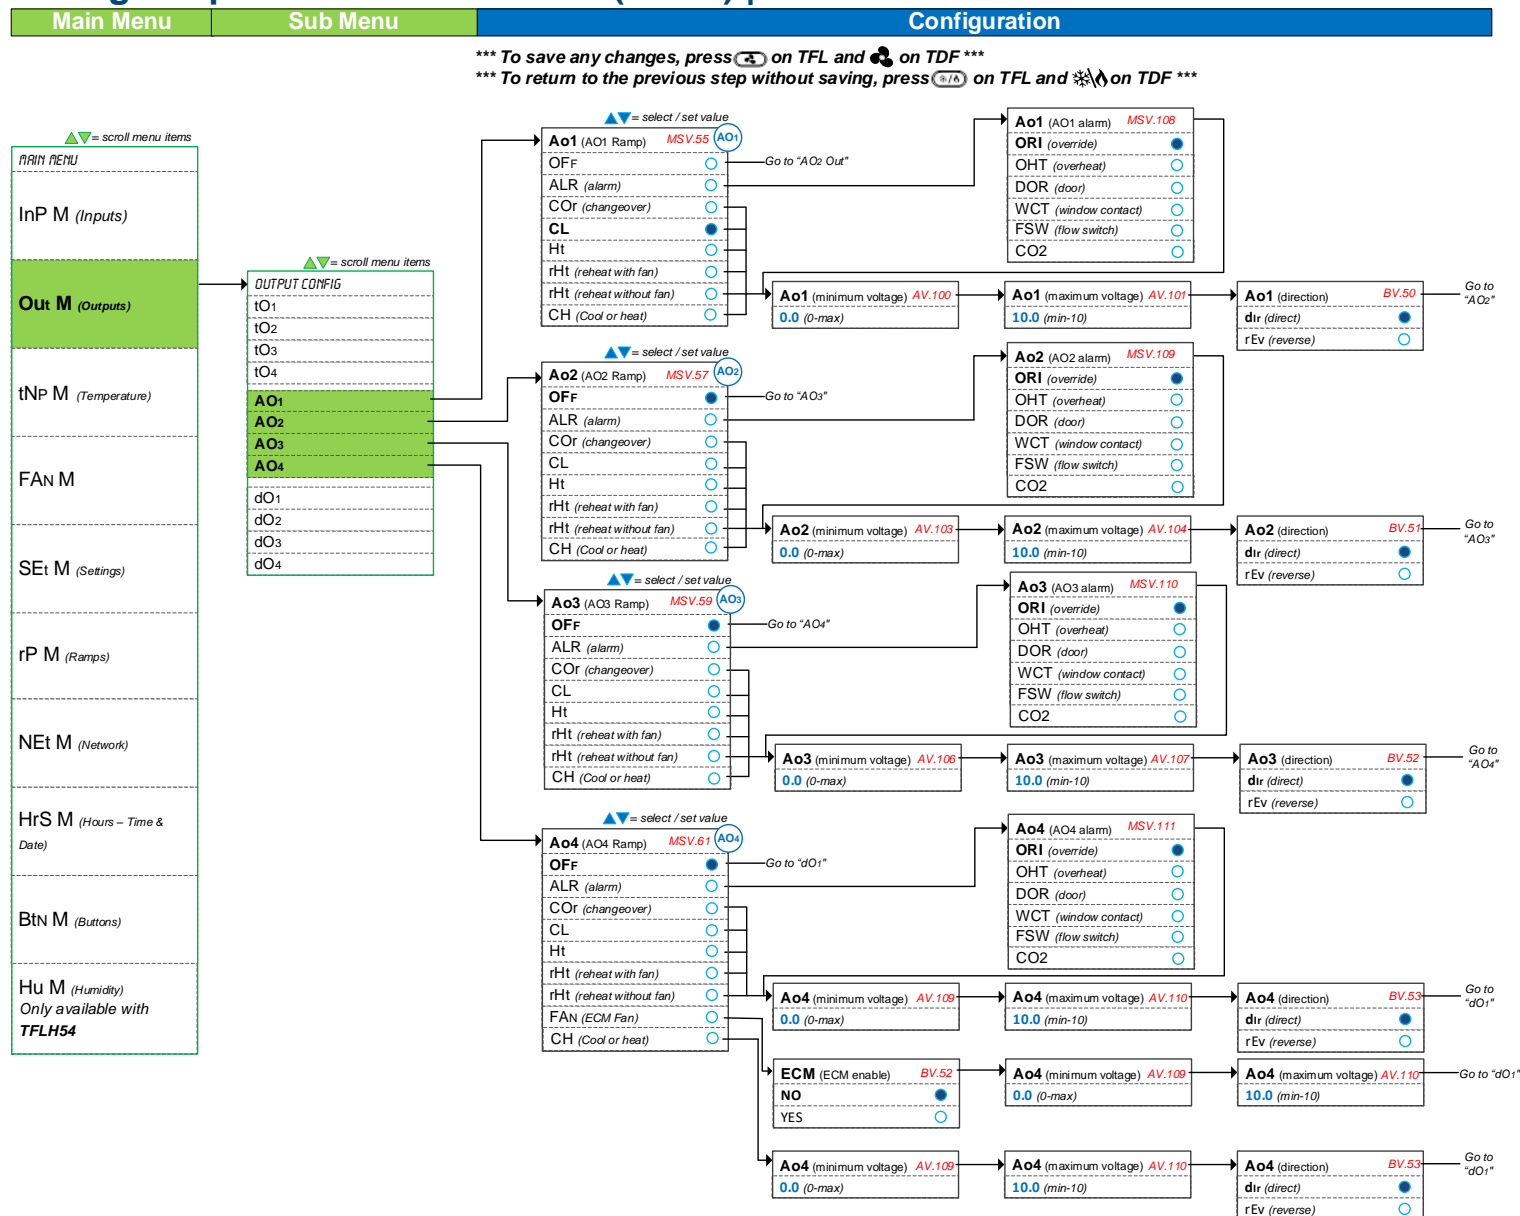 Main Menu
Sub Menu
Configuration
*** To save any changes, press on TFL and on TDF ***
*** To return to the previous step without saving, press on TFL and on TDF ***
= scroll menu items
MAIN MENU
InP M (Inputs)
Out M (Outputs)
tNP M (Temperature)
FAN M
SEt M (Settings)
rP M (Ramps)
NEt M (Network)
HrS M (Hours – Time &
Date)
BtN M (Buttons)
Hu M (Humidity)
Only available with
TFLH54
= scroll menu items
OUTPUT CONFIG
tO1
tO2
tO3
tO4
AO1
AO2
AO3
AO4
dO1
dO2
dO3
dO4
= select / set value
Ao1 (AO1 Ramp) MSV.55 AO1
OFF
Go to “AO2 Out”
ALR (alarm)
COr (changeover)
CL
Ht
rHt (reheat with fan)
rHt (reheat without fan)
CH (Cool or heat)
Ao1 (AO1 alarm) MSV.108
ORI (override)
OHT (overheat)
DOR (door)
WCT (window contact)
FSW (flow switch)
CO2
Ao1 (minimum voltage) AV.100
0.0 (0-max)
Ao1 (maximum voltage) AV.101
10.0 (min-10)
Ao1 (direction) BV.50
dIr (direct)
rEv (reverse)
Go to
“AO2”
= select / set value
Ao2 (AO2 Ramp) MSV.57 AO2
OFF
Go to “AO3”
ALR (alarm)
COr (changeover)
CL
Ht
rHt (reheat with fan)
rHt (reheat without fan)
CH (Cool or heat)
Ao2 (AO2 alarm) MSV.109
ORI (override)
OHT (overheat)
DOR (door)
WCT (window contact)
FSW (flow switch)
CO2
Ao2 (minimum voltage) AV.103
0.0 (0-max)
Ao2 (maximum voltage) AV.104
10.0 (min-10)
Ao2 (direction) BV.51
dIr (direct)
rEv (reverse)
Go to
“AO3”
= select / set value
Ao3 (AO3 Ramp) MSV.59 AO3
OFF
Go to “AO4”
ALR (alarm)
COr (changeover)
CL
Ht
rHt (reheat with fan)
rHt (reheat without fan)
CH (Cool or heat)
Ao3 (AO3 alarm) MSV.110
ORI (override)
OHT (overheat)
DOR (door)
WCT (window contact)
FSW (flow switch)
CO2
Ao3 (minimum voltage) AV.106
0.0 (0-max)
Ao3 (maximum voltage) AV.107
10.0 (min-10)
Ao3 (direction) BV.52
dIr (direct)
rEv (reverse)
Go to
“AO4”
= select / set value
Ao4 (AO4 Ramp) MSV.61 AO4
OFF
Go to “dO1”
ALR (alarm)
COr (changeover)
CL
Ht
rHt (reheat with fan)
rHt (reheat without fan)
FAN (ECM Fan)
CH (Cool or heat)
Ao4 (AO4 alarm) MSV.111
ORI (override)
OHT (overheat)
DOR (door)
WCT (window contact)
FSW (flow switch)
CO2
Ao4 (minimum voltage) AV.109
0.0 (0-max)
Ao4 (maximum voltage) AV.110
10.0 (min-10)
Ao4 (direction) BV.53
dIr (direct)
rEv (reverse)
Go to
“dO1”
ECM (ECM enable) BV.52
NO
YES
Ao4 (minimum voltage) AV.109
0.0 (0-max)
Ao4 (maximum voltage) AV.110
10.0 (min-10)
Go to “dO1”
Ao4 (minimum voltage) AV.109
0.0 (0-max)
Ao4 (maximum voltage) AV.110
10.0 (min-10)
Ao4 (direction) BV.53
dIr (direct)
rEv (reverse)
Go to
“dO1”